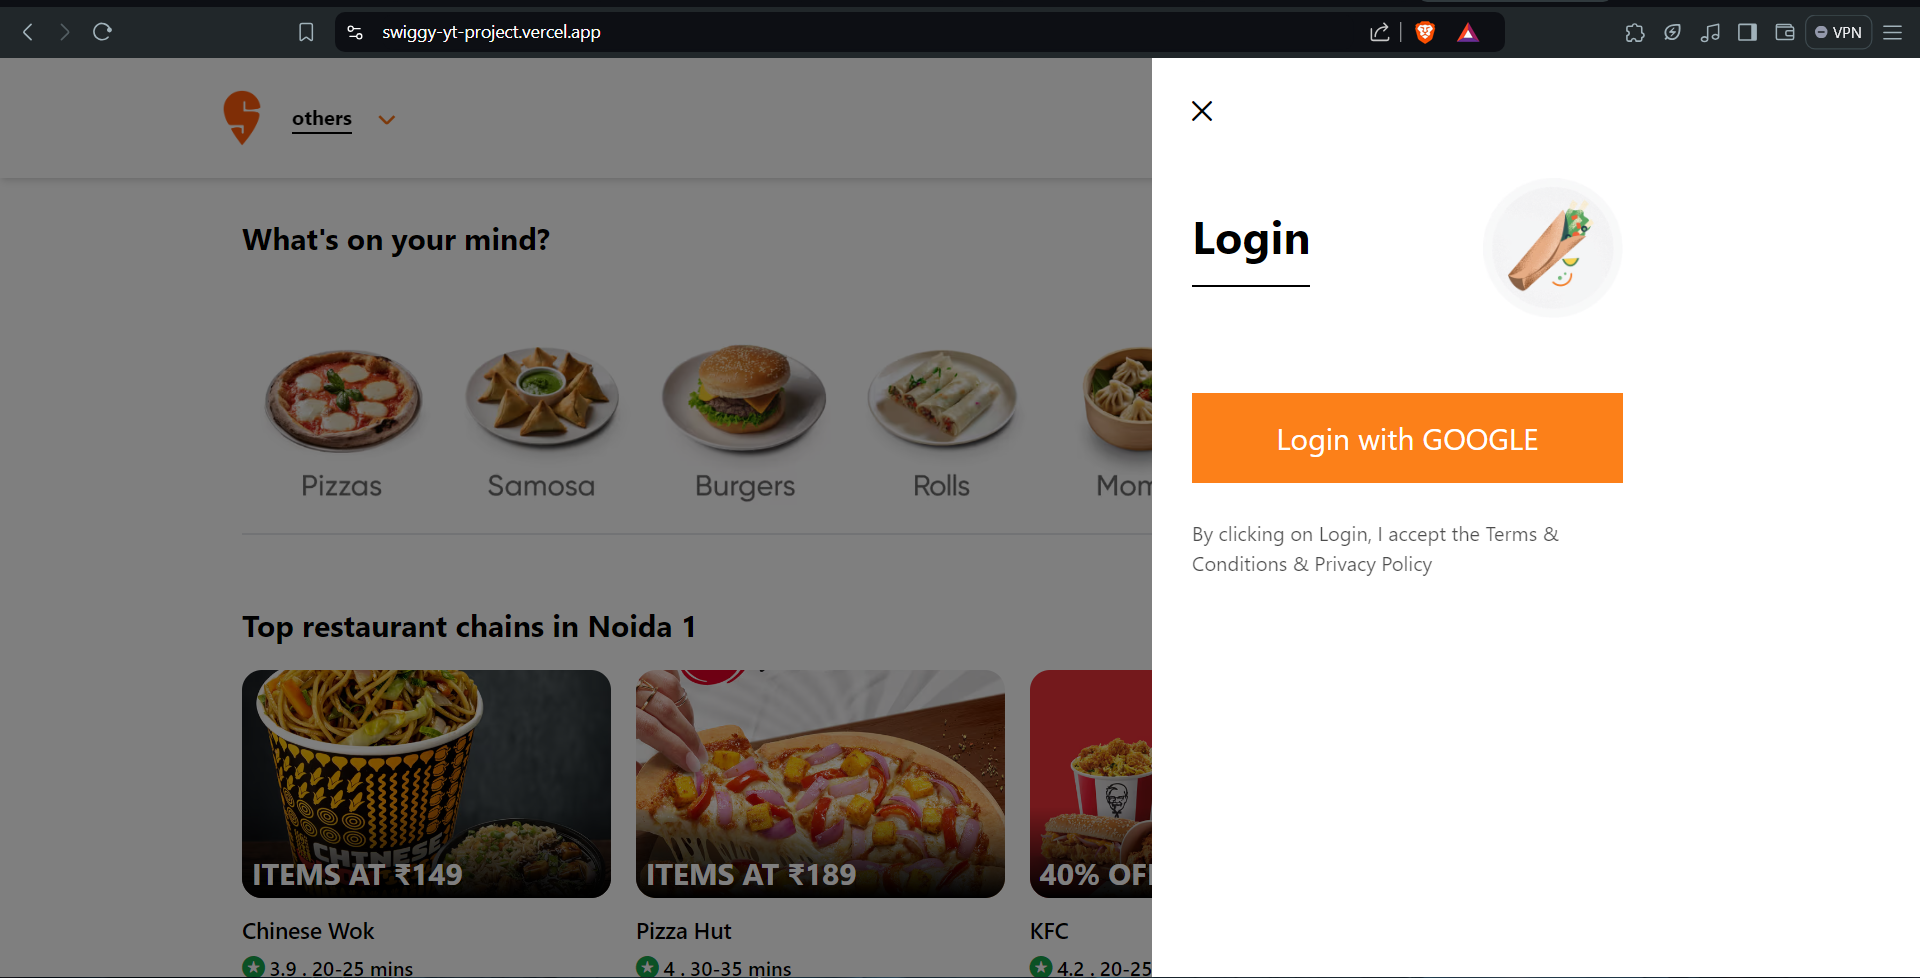 swiggy-yt-project.vercel.app
VPN
others
What's on your mind?
Pizzas
Samosa
Burgers
Rolls
Mom
Top restaurant chains in Noida 1
CHINESE
ITEMS AT ₹149
ITEMS AT ₹189
40% OF
Chinese Wok
Pizza Hut
KFC
3.9 . 20-25 mins
4 . 30-35 mins
4.2 . 20-25
Login
Login with GOOGLE
By clicking on Login, I accept the Terms &
Conditions & Privacy Policy